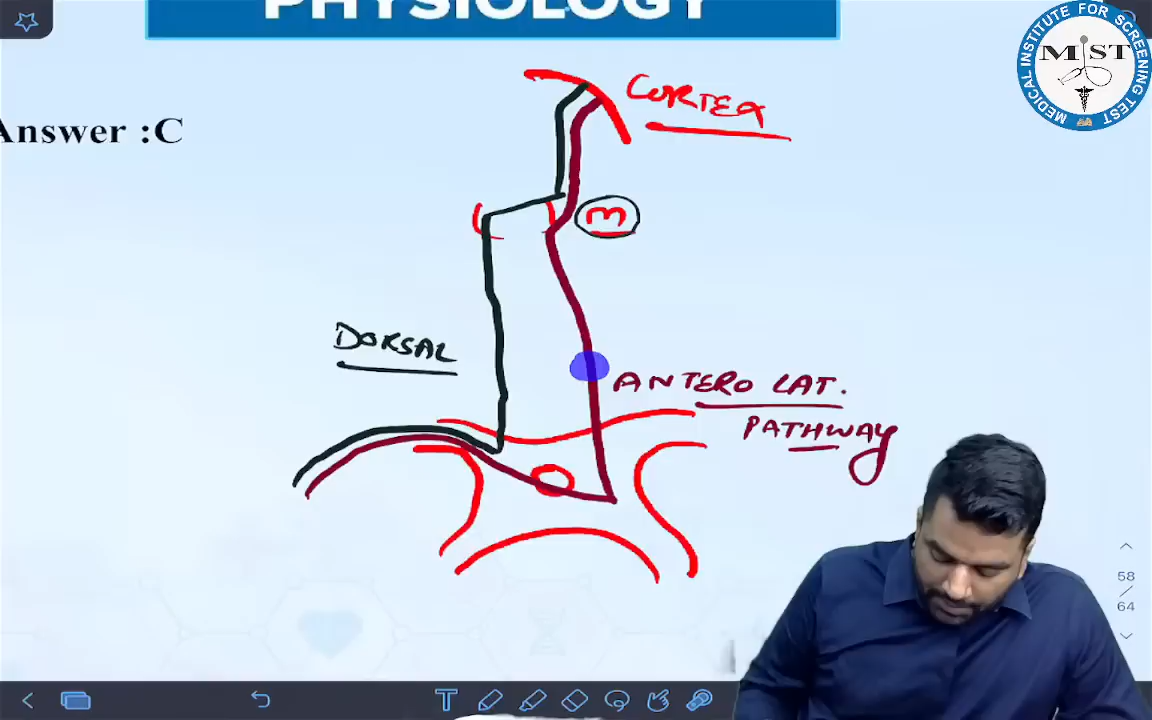 PHYSIOLOGY
MEDICAL INSTITUTE FOR SCREENING TEST
MIST
CORTEX
Answer :C
m
DORSAL
ANTERO LAT.
PATHWAY
58
/
64
T